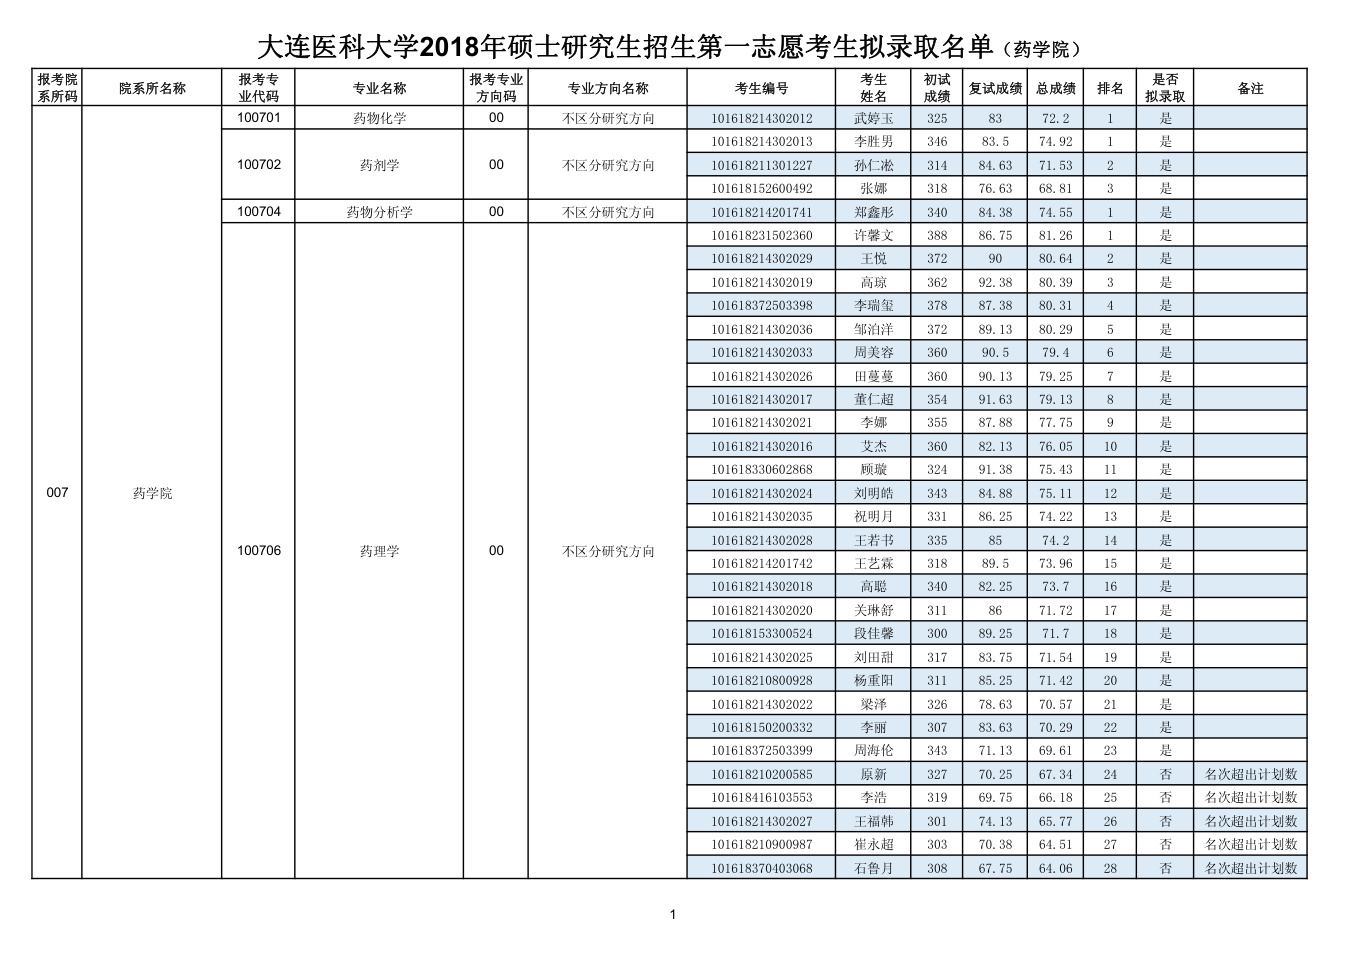 大连医科大学2018年硕士研究生招生第一志愿考生拟录取名单（药学院）
报考院系所码 院系所名称 报考专业代码 专业名称 报考专业方向码 专业方向名称 考生编号 考生姓名 初试成绩 复试成绩 总成绩 排名 是否拟录取 备注
007 药学院
100701 药物化学 00 不区分研究方向 101618214302012 武婷玉 325 83 72.2 1 是
100702 药剂学 00 不区分研究方向
101618214302013 李胜男 346 83.5 74.92 1 是
101618211301227 孙仁凇 314 84.63 71.53 2 是
101618152600492 张娜 318 76.63 68.81 3 是
100704 药物分析学 00 不区分研究方向 101618214201741 郑鑫彤 340 84.38 74.55 1 是
100706 药理学 00 不区分研究方向
101618231502360 许馨文 388 86.75 81.26 1 是
101618214302029 王悦 372 90 80.64 2 是
101618214302019 高琼 362 92.38 80.39 3 是
101618372503398 李瑞玺 378 87.38 80.31 4 是
101618214302036 邹泊洋 372 89.13 80.29 5 是
101618214302033 周美容 360 90.5 79.4 6 是
101618214302026 田蔓蔓 360 90.13 79.25 7 是
101618214302017 董仁超 354 91.63 79.13 8 是
101618214302021 李娜 355 87.88 77.75 9 是
101618214302016 艾杰 360 82.13 76.05 10 是
101618330602868 顾璇 324 91.38 75.43 11 是
101618214302024 刘明皓 343 84.88 75.11 12 是
101618214302035 祝明月 331 86.25 74.22 13 是
101618214302028 王若书 335 85 74.2 14 是
101618214201742 王艺霖 318 89.5 73.96 15 是
101618214302018 高聪 340 82.25 73.7 16 是
101618214302020 关琳舒 311 86 71.72 17 是
101618153300524 段佳馨 300 89.25 71.7 18 是
101618214302025 刘田甜 317 83.75 71.54 19 是
101618210800928 杨重阳 311 85.25 71.42 20 是
101618214302022 梁泽 326 78.63 70.57 21 是
101618150200332 李丽 307 83.63 70.29 22 是
101618372503399 周海伦 343 71.13 69.61 23 是
101618210200585 原新 327 70.25 67.34 24 否 名次超出计划数
101618416103553 李浩 319 69.75 66.18 25 否 名次超出计划数
101618214302027 王福韩 301 74.13 65.77 26 否 名次超出计划数
101618210900987 崔永超 303 70.38 64.51 27 否 名次超出计划数
101618370403068 石鲁月 308 67.75 64.06 28 否 名次超出计划数
1